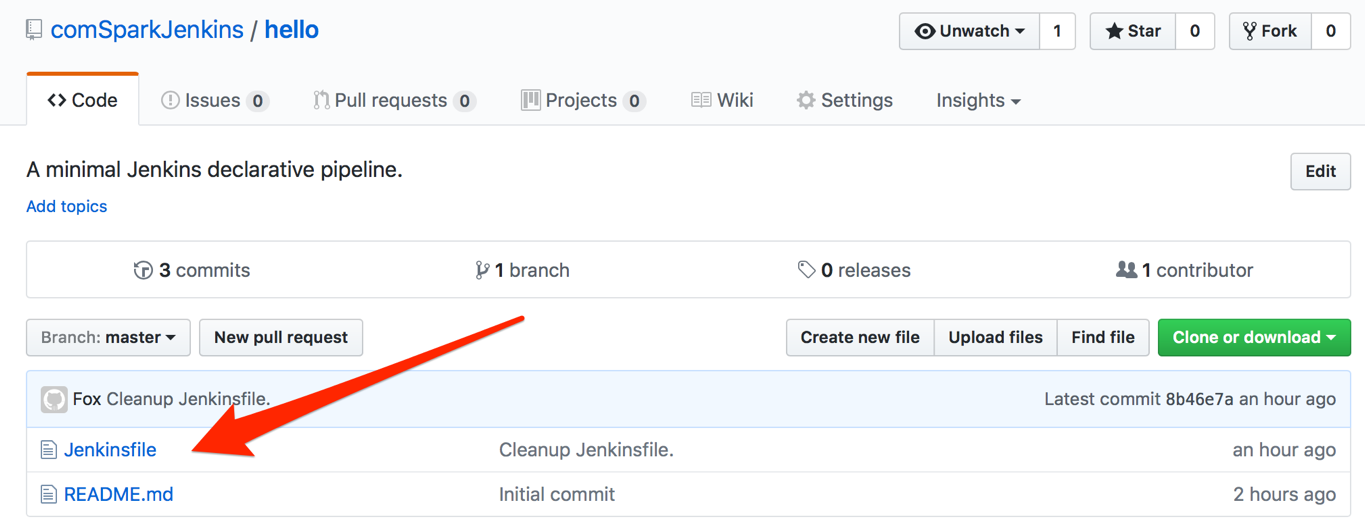 comSparkJenkins / hello Unwatch 1 Star 0 Fork 0
Code Issues 0 Pull requests 0 Projects 0 Wiki Settings Insights
A minimal Jenkins declarative pipeline. Edit
Add topics
3 commits 1 branch 0 releases 1 contributor
Branch: master New pull request Create new file Upload files Find file Clone or download
Fox Cleanup Jenkinsfile. Latest commit 8b46e7a an hour ago
Jenkinsfile Cleanup Jenkinsfile. an hour ago
README.md Initial commit 2 hours ago